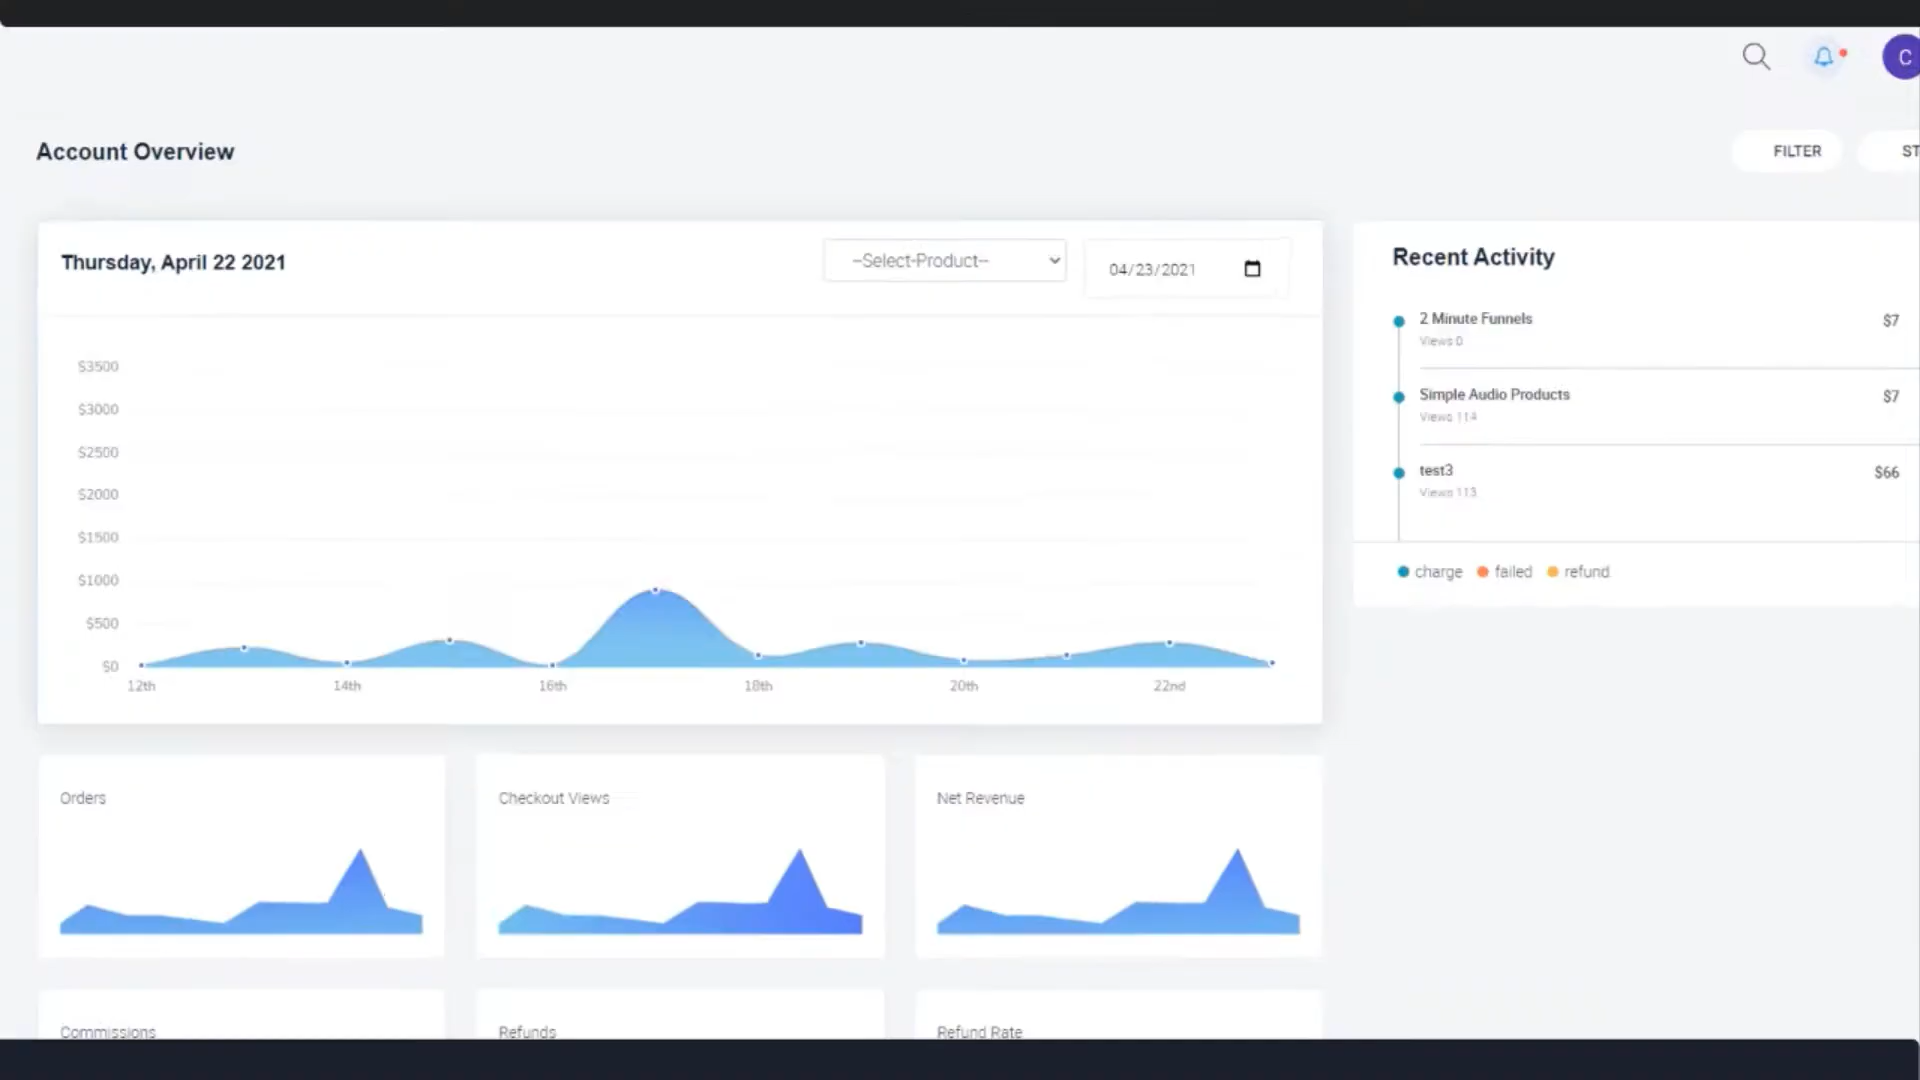 C
Account Overview
FILTER
ST
Thursday, April 22 2021
--Select-Product--
04/23/2021
$3500
$3000
$2500
$2000
$1500
$1000
$500
$0
12th
14th
16th
18th
20th
22nd
Recent Activity
2 Minute Funnels
$7
Views 0
Simple Audio Products
$7
Views 114
test3
$66
Views 113
charge
failed
refund
Orders
Checkout Views
Net Revenue
Commissions
Refunds
Refund Rate